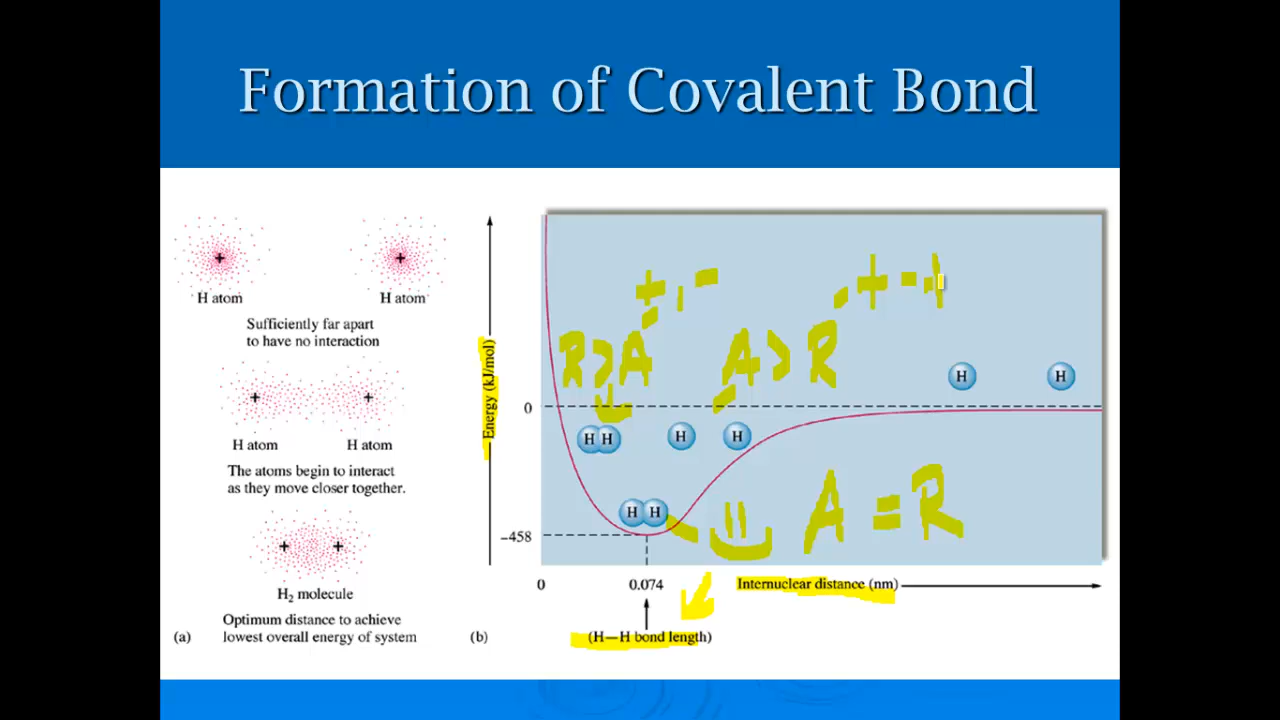 Formation of Covalent Bond
+ +
H atom H atom
Sufficiently far apart
to have no interaction
+ +
H atom H atom
The atoms begin to interact
as they move closer together.
+ +
H₂ molecule
Optimum distance to achieve
lowest overall energy of system
(a)
Energy (kJ/mol)
0
−458
+ , -
+ - +
R > A
A > R
H H
H H
H H
H H
A = R
0 0.074 Internuclear distance (nm)
(H—H bond length)
(b)